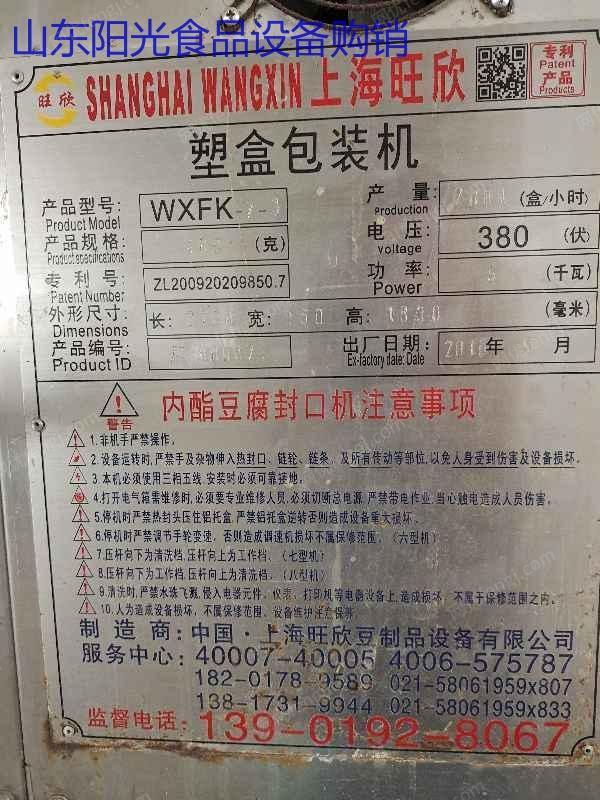 山东阳光食品设备购销
旺欣 SHANGHAI WANGXIN 上海旺欣 专利 Patent 产品 Products
塑盒包装机
产品型号: Product Model WXFK- 产量: Production (盒/小时)
产品规格: Product specifications (克) 电压: voltage 380 (伏)
专利号: Patent Number ZL200920209850.7 功率: Power (千瓦)
外形尺寸: Dimensions 长: 宽: 高: (毫米)
产品编号: Product ID 出厂日期: Ex-factory date: Date 年 月
警告 内酯豆腐封口机注意事项
1.非机手严禁操作。
2.设备运转时,严禁手及杂物伸入热封口、链轮、链条、及所有传动等部位,以免人身受到伤害及设备损坏。
3.本机必须使用三相五线,安装时必须可靠接地。
4.打开电气箱需维修时,必须要专业维修人员,必须切断总电源,严禁带电作业,当心触电造成人员伤害。
5.停机时严禁热封头压住铝托盒,严禁铝托盒逆转否则造成设备重大损坏。
6.停机时严禁调节手轮变速。否则造成调速机损坏不属保修范围。(六型机)
7.压杆向下为清洗档,压杆向上为工作档。(七型机)
8.压杆向下为工作档,压杆向上为清洗档。(八型机)
9.清洗时,严禁水珠飞溅,侵入电器元件、仪表、打印机等电器设备上,造成损坏,不属于保修范围之内。
10.人为造成设备损坏,不属保修范围。设备维护注意保养
制造商:中国·上海旺欣豆制品设备有限公司
服务中心:40007-40005 4006-575787
182-0178-9589 021-58061959x807
138-1731-9944 021-58061959x833
监督电话:139-0192-8067